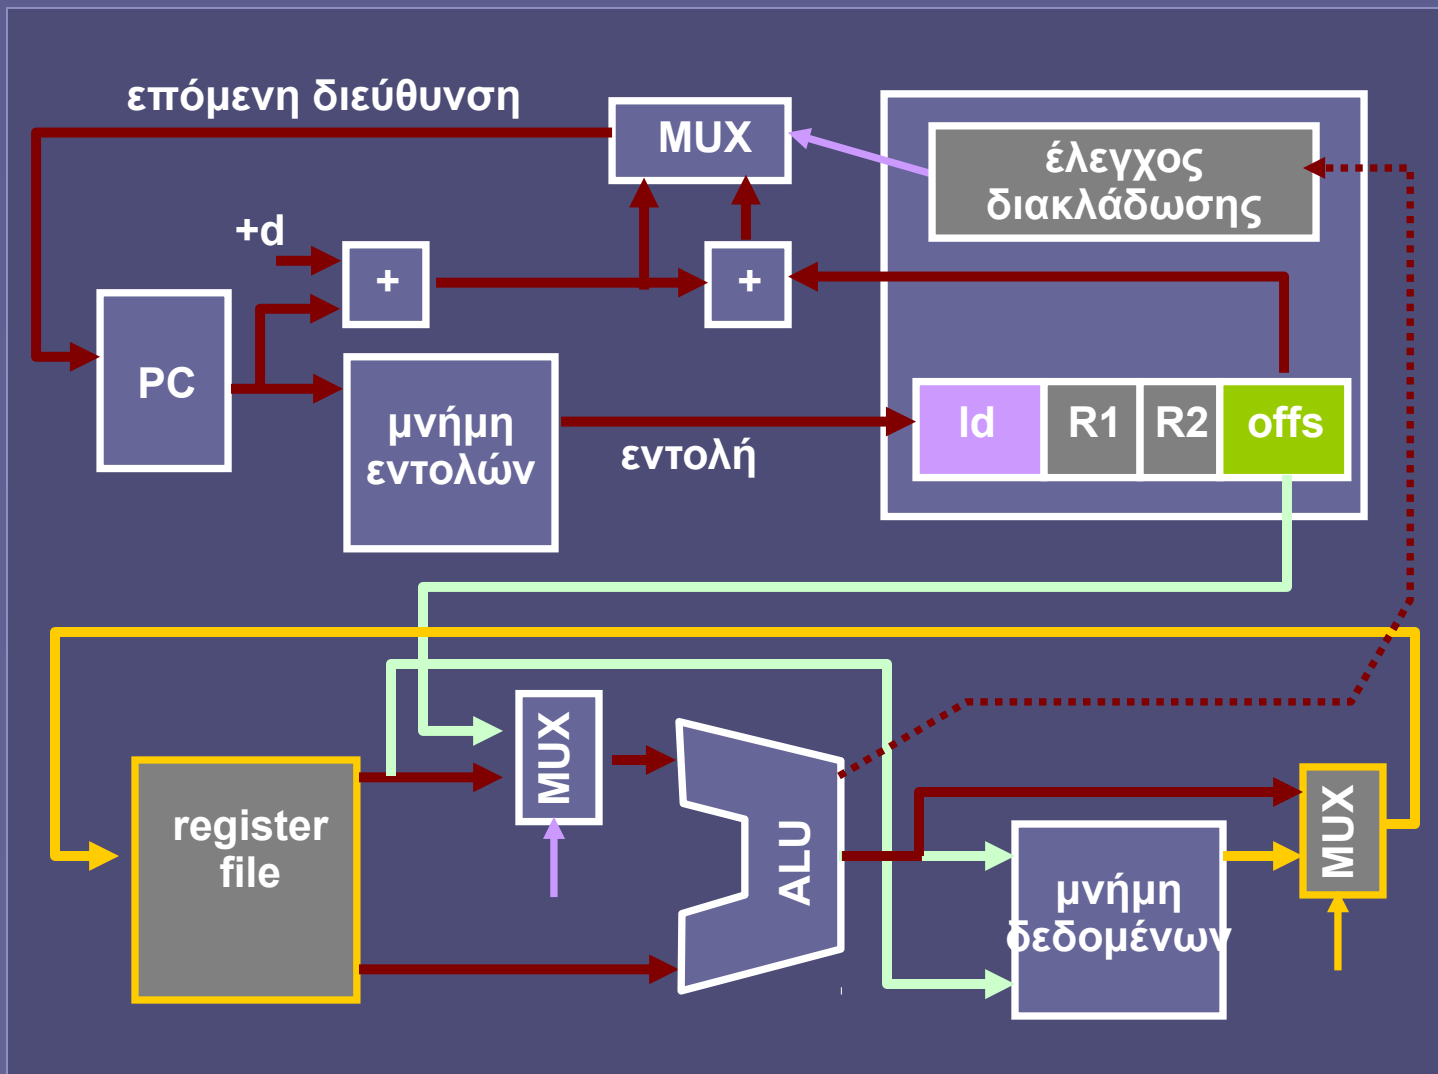 επόμενη διεύθυνση
MUX
έλεγχος
διακλάδωσης
+d
+
+
PC
μνήμη
εντολών
εντολή
ld
R1
R2
offs
MUX
register
file
ALU
MUX
μνήμη
δεδομένων